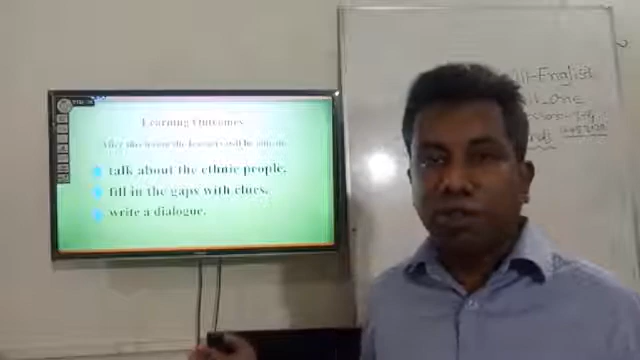 Learning Outcomes
After this lesson the learners will be able to
talk about the ethnic people.
fill in the gaps with clues.
write a dialogue.
English
One